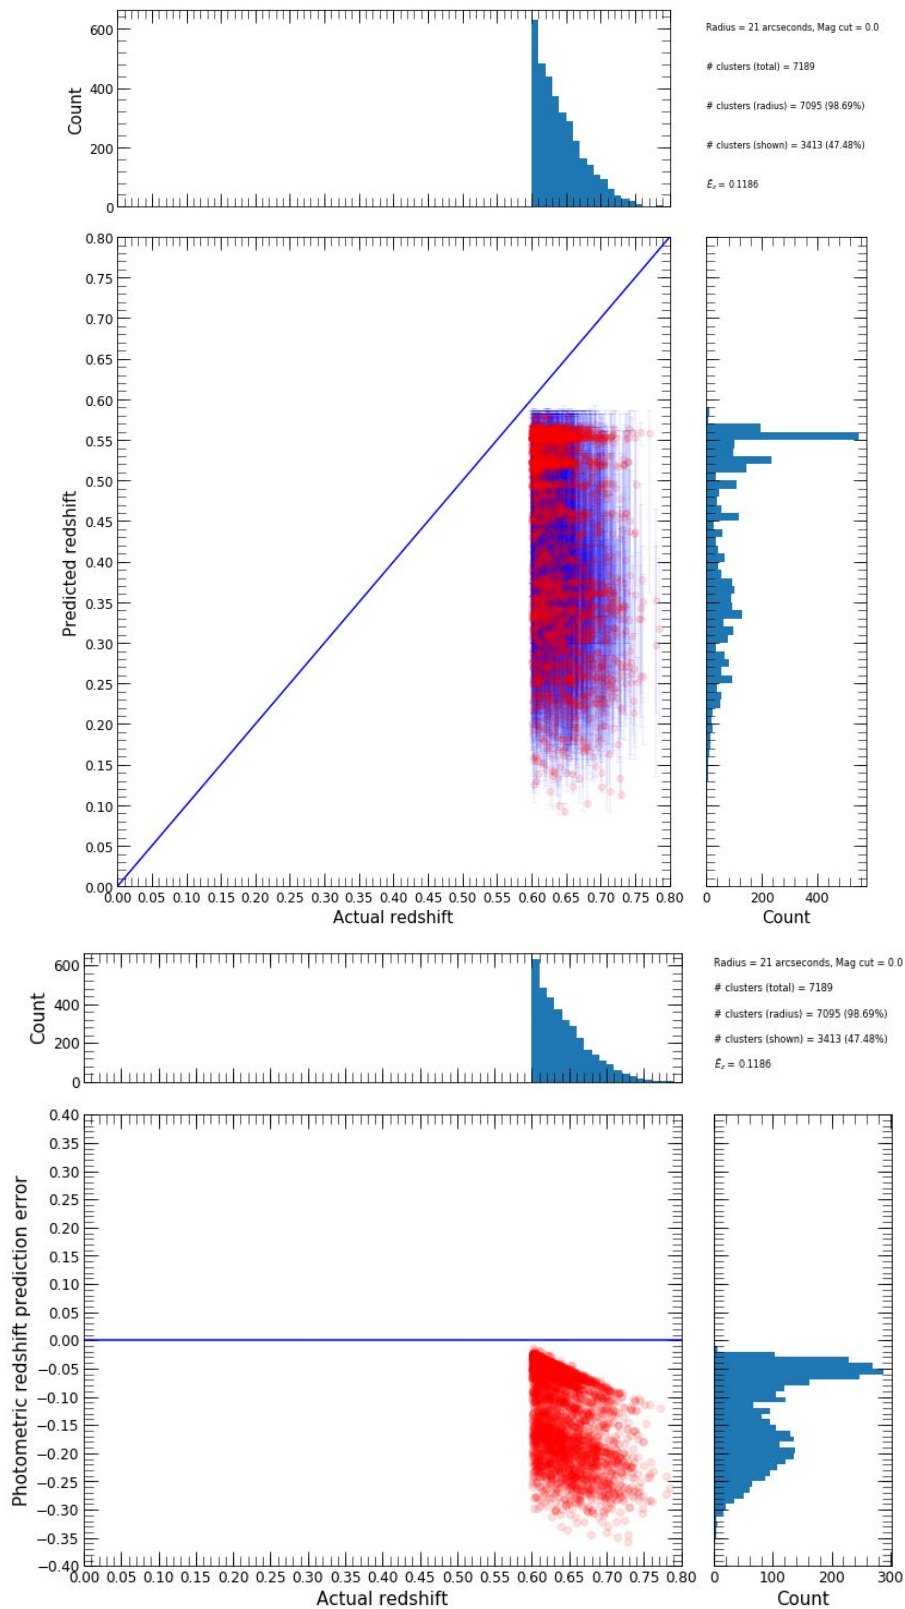 600
400
200
0
Count
Radius = 21 arcseconds, Mag cut = 0.0
# clusters (total) = 7189
# clusters (radius) = 7095 (98.69%)
# clusters (shown) = 3413 (47.48%)
Ē_z = 0.1186
0.80
0.75
0.70
0.65
0.60
0.55
0.50
0.45
0.40
0.35
0.30
0.25
0.20
0.15
0.10
0.05
0.00
Predicted redshift
0.00 0.05 0.10 0.15 0.20 0.25 0.30 0.35 0.40 0.45 0.50 0.55 0.60 0.65 0.70 0.75 0.80
Actual redshift
0 200 400
Count
600
400
200
0
Count
Radius = 21 arcseconds, Mag cut = 0.0
# clusters (total) = 7189
# clusters (radius) = 7095 (98.69%)
# clusters (shown) = 3413 (47.48%)
Ē_z = 0.1186
0.40
0.35
0.30
0.25
0.20
0.15
0.10
0.05
0.00
−0.05
−0.10
−0.15
−0.20
−0.25
−0.30
−0.35
−0.40
Photometric redshift prediction error
0.00 0.05 0.10 0.15 0.20 0.25 0.30 0.35 0.40 0.45 0.50 0.55 0.60 0.65 0.70 0.75 0.80
Actual redshift
0 100 200 300
Count